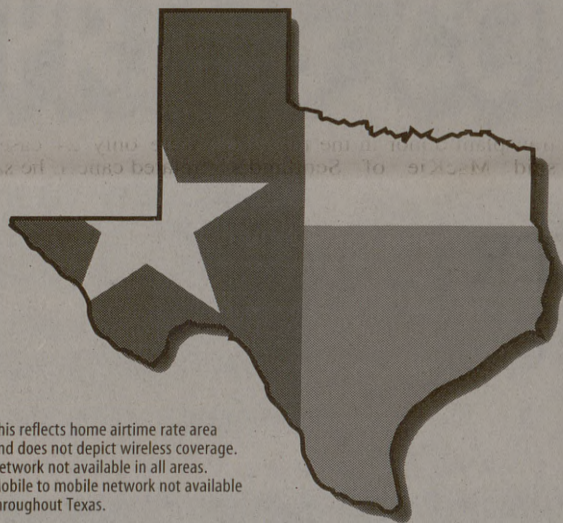 his reflects home airtime rate area
nd does not depict wireless coverage.
etwork not available in all areas.
obile to mobile network not available
hroughout Texas.